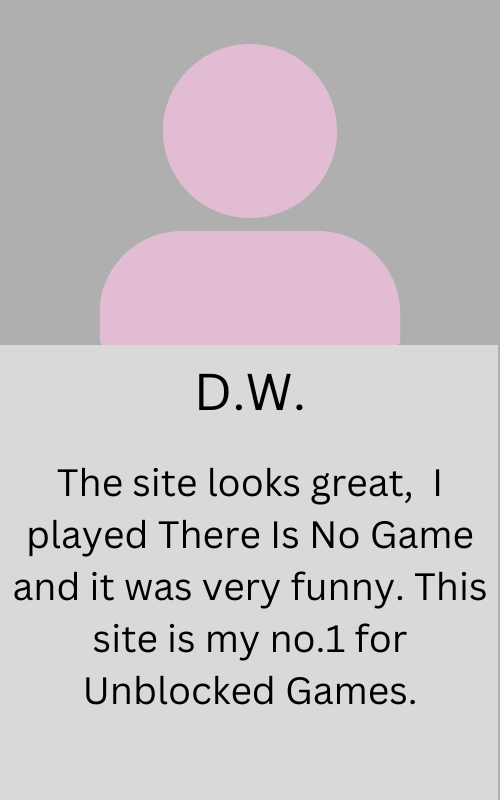 D.W.
The site looks great,  I
played There Is No Game
and it was very funny. This
site is my no.1 for
Unblocked Games.